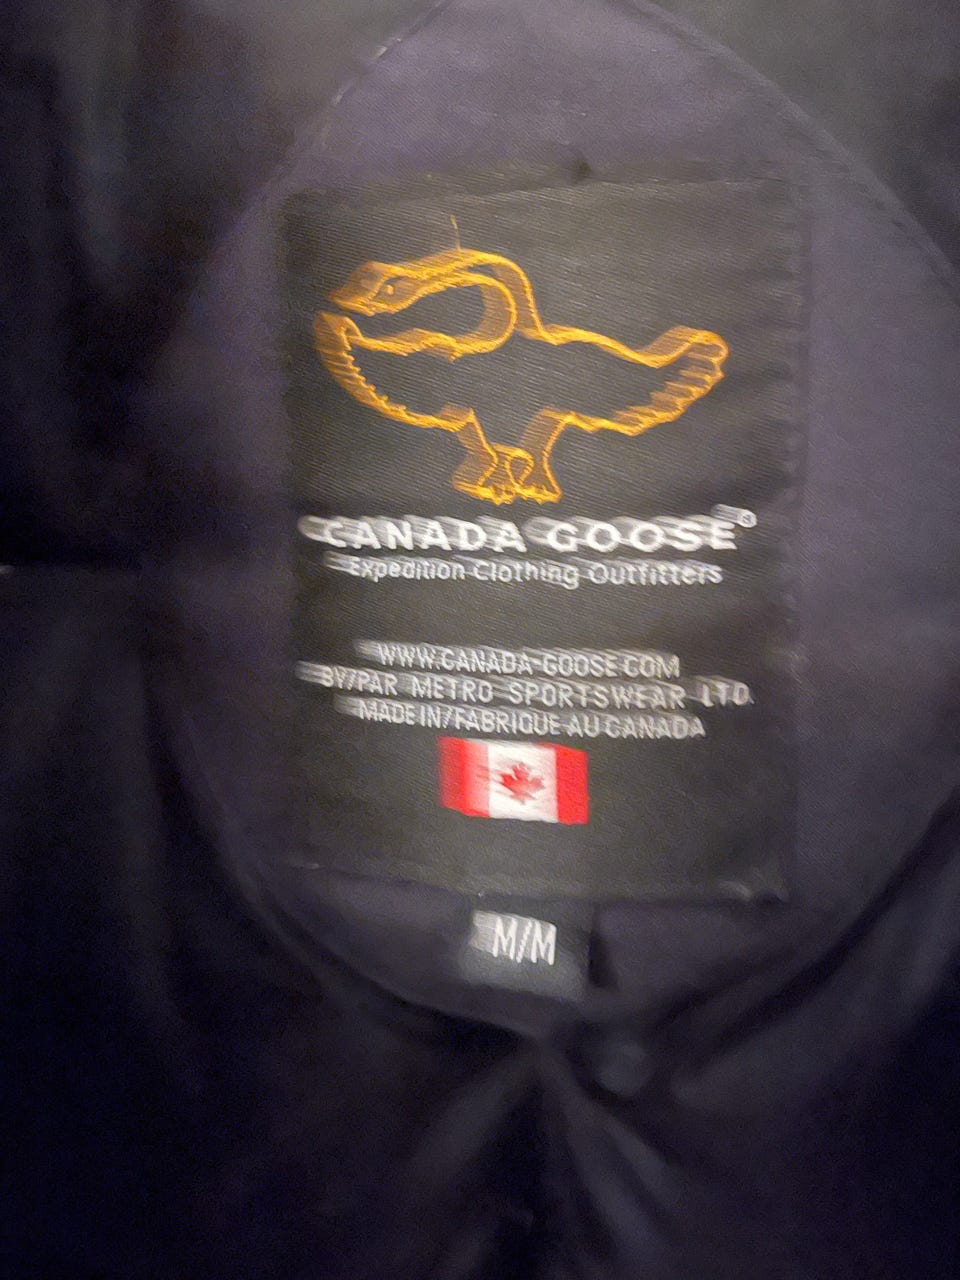 CANADA GOOSE®
Expedition Clothing Outfitters
WWW.CANADA-GOOSE.COM
BY/PAR METRO SPORTSWEAR LTD.
MADE IN/FABRIQUE AU CANADA
M/M